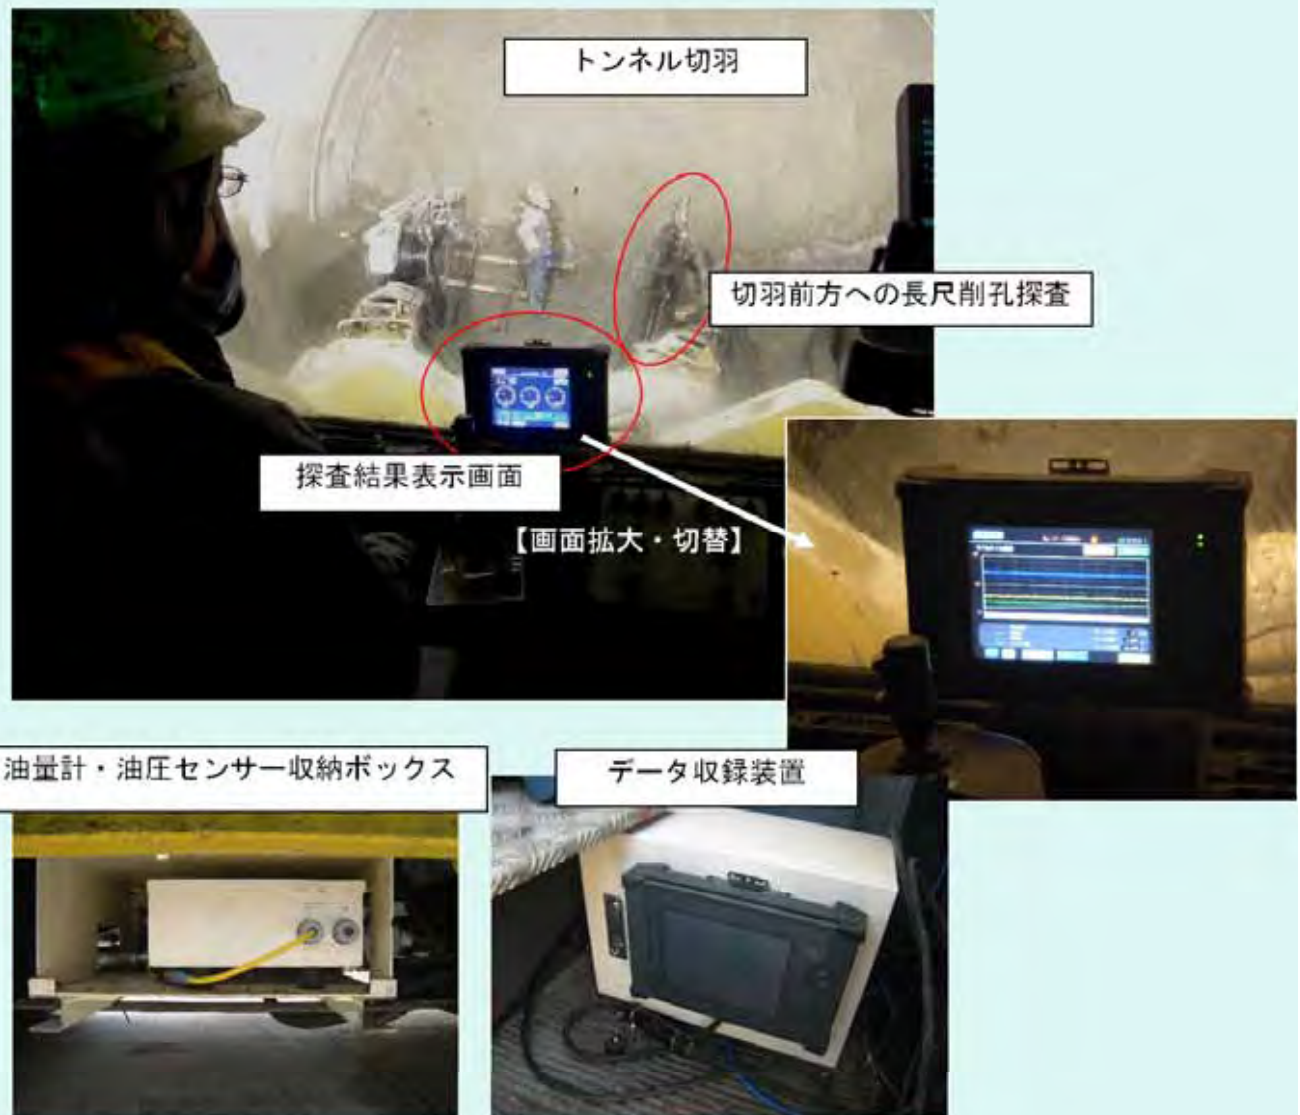 トンネル切羽
切羽前方への長尺削孔探査
探査結果表示画面
【画面拡大・切替】
油量計・油圧センサー収納ボックス
データ収録装置